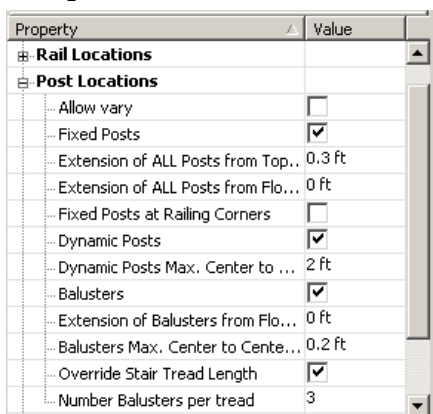 Property Value
Rail Locations
Post Locations
Allow vary
Fixed Posts
Extension of ALL Posts from Top.. 0.3 ft
Extension of ALL Posts from Flo... 0 ft
Fixed Posts at Railing Corners
Dynamic Posts
Dynamic Posts Max. Center to ... 2 ft
Balusters
Extension of Balusters from Flo... 0 ft
Balusters Max. Center to Cente... 0.2 ft
Override Stair Tread Length
Number Balusters per tread 3